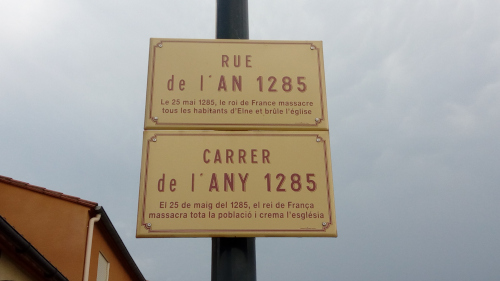 RUE
de l'AN 1285
Le 25 mai 1285, le roi de France massacre
tous les habitants d'Elne et brûle l'église
CARRER
de l'ANY 1285
El 25 de maig del 1285, el rei de França
massacra tota la població i crema l'església